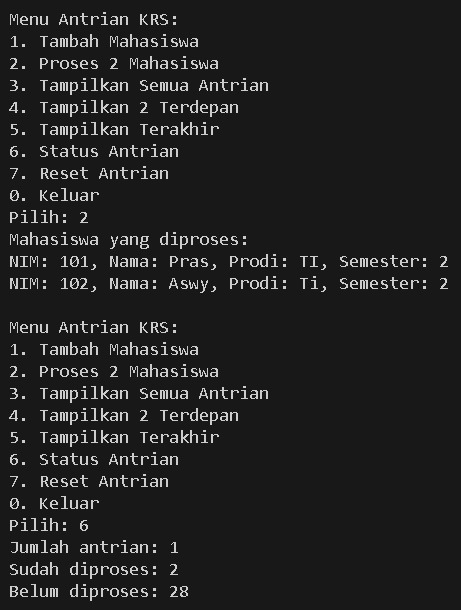 Menu Antrian KRS:
1. Tambah Mahasiswa
2. Proses 2 Mahasiswa
3. Tampilkan Semua Antrian
4. Tampilkan 2 Terdepan
5. Tampilkan Terakhir
6. Status Antrian
7. Reset Antrian
0. Keluar
Pilih: 2
Mahasiswa yang diproses:
NIM: 101, Nama: Pras, Prodi: TI, Semester: 2
NIM: 102, Nama: Aswy, Prodi: Ti, Semester: 2

Menu Antrian KRS:
1. Tambah Mahasiswa
2. Proses 2 Mahasiswa
3. Tampilkan Semua Antrian
4. Tampilkan 2 Terdepan
5. Tampilkan Terakhir
6. Status Antrian
7. Reset Antrian
0. Keluar
Pilih: 6
Jumlah antrian: 1
Sudah diproses: 2
Belum diproses: 28